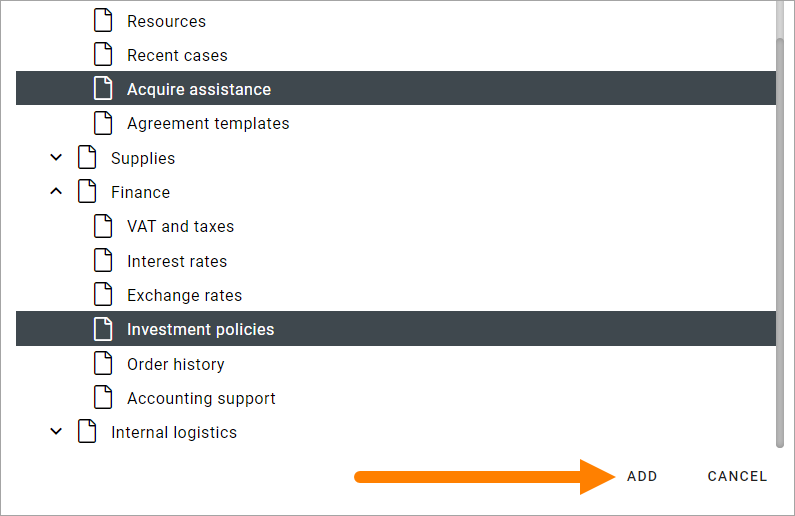 Resources
Recent cases
Acquire assistance
Agreement templates
Supplies
Finance
VAT and taxes
Interest rates
Exchange rates
Investment policies
Order history
Accounting support
Internal logistics
ADD CANCEL